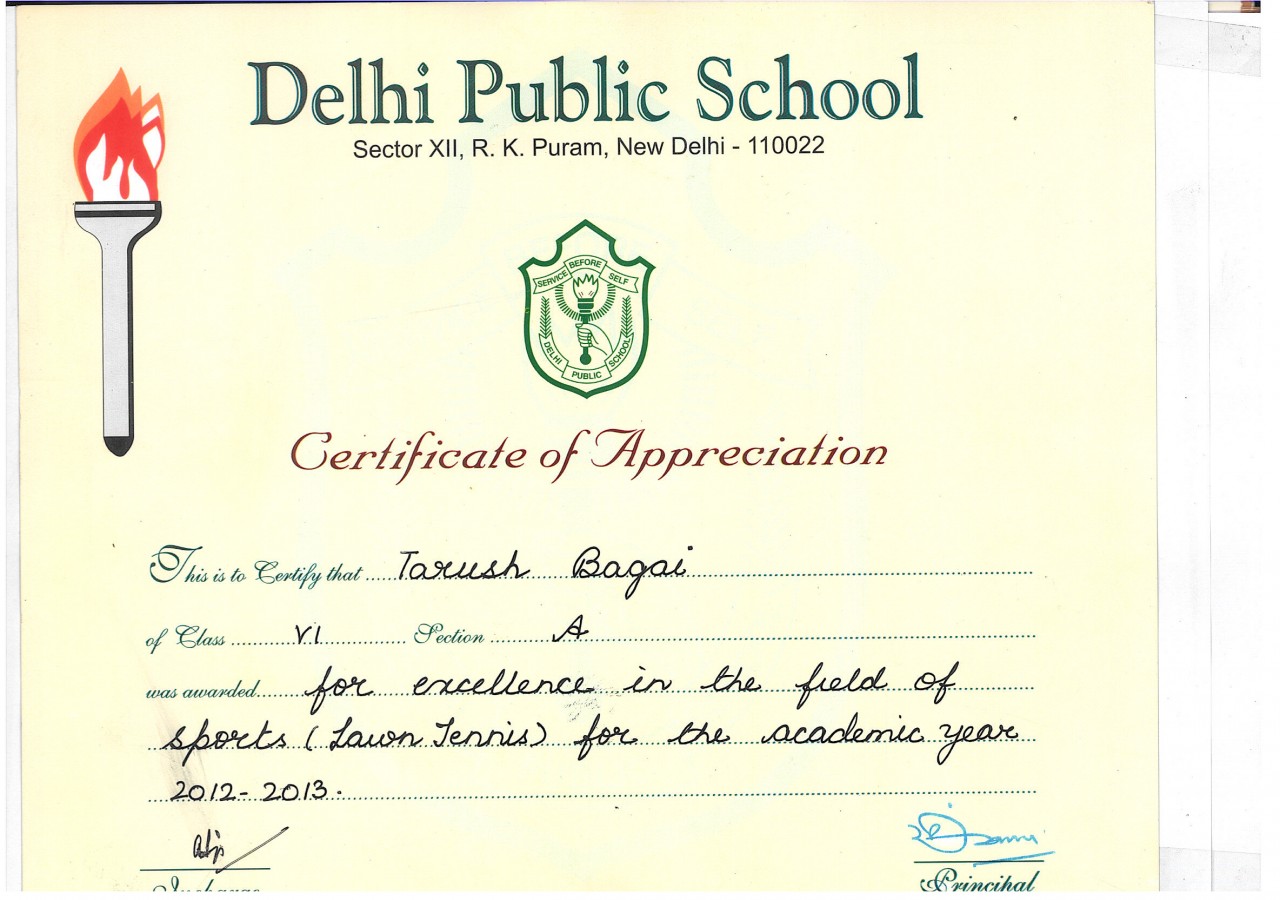 Delhi Public School
Sector XII, R. K. Puram, New Delhi - 110022
SERVICE BEFORE SELF
DELHI PUBLIC SCHOOL
Certificate of Appreciation
This is to Certify that Tarush Bagai
of Class VI Section A
was awarded for excellence in the field of
sports (Lawn Tennis) for the academic year
2012-2013.
Incharge Principal